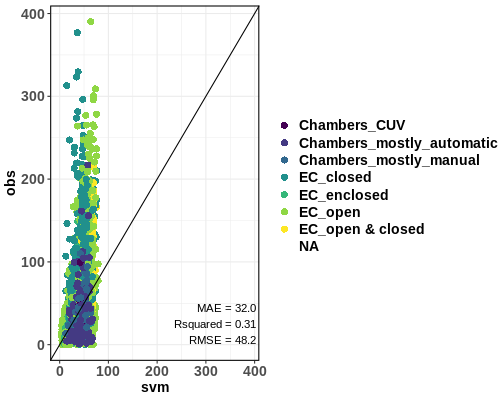 400
300
200
100
0
obs
0
100
200
300
400
svm
MAE = 32.0
Rsquared = 0.31
RMSE = 48.2
Chambers_CUV
Chambers_mostly_automatic
Chambers_mostly_manual
EC_closed
EC_enclosed
EC_open
EC_open & closed
NA